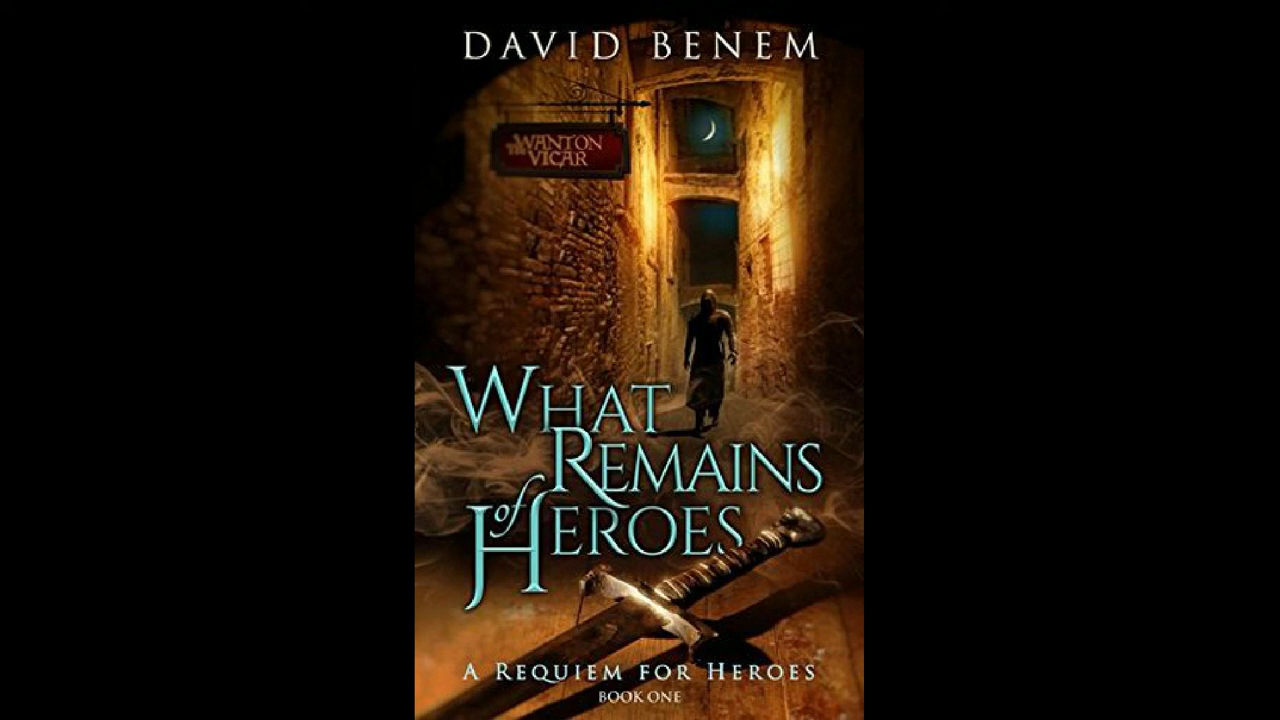 DAVID BENEM
THE WANTON
VICAR
WHAT
REMAINS
of HEROES
A REQUIEM FOR HEROES
BOOK ONE